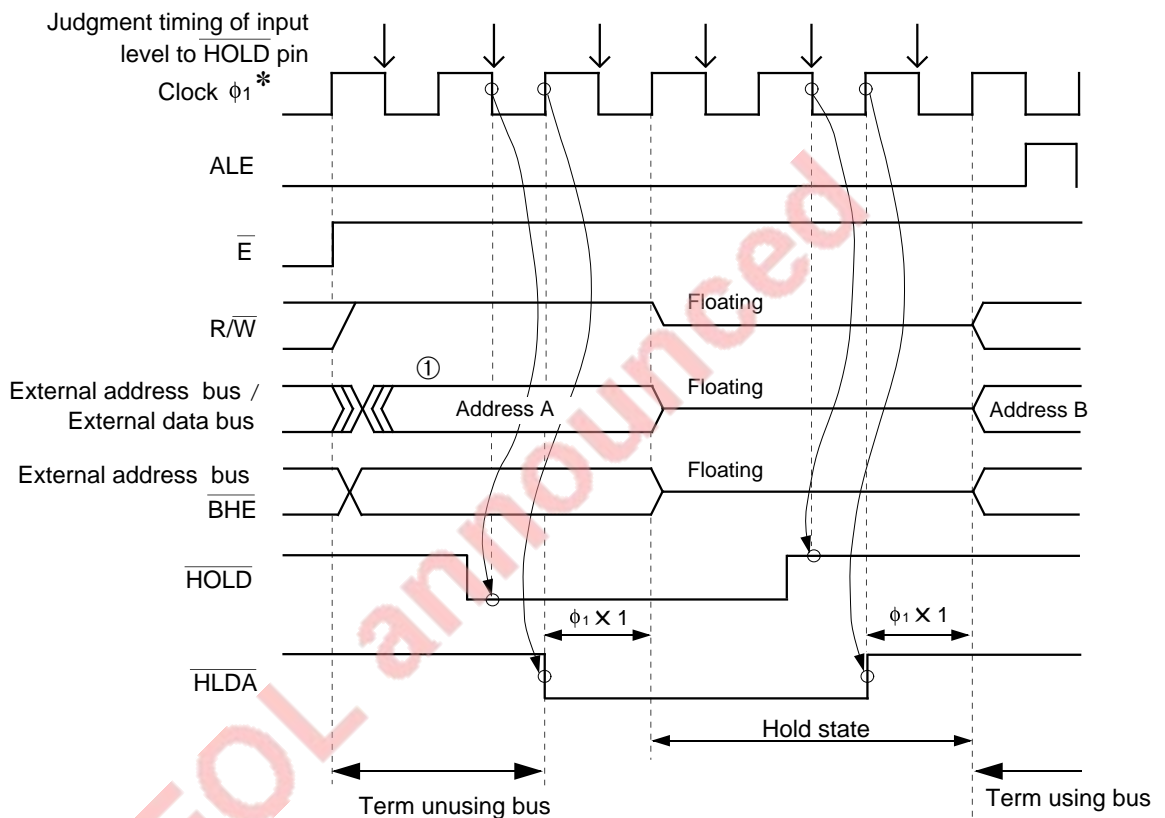 Judgment timing of input
level to HOLD pin
Clock ϕ1*
ALE
E
R/W
Floating
①
External address bus /
External data bus
Address A
Floating
Address B
External address bus
BHE
Floating
HOLD
ϕ1 X 1
ϕ1 X 1
HLDA
Hold state
Term unusing bus
Term using bus
EOL announced